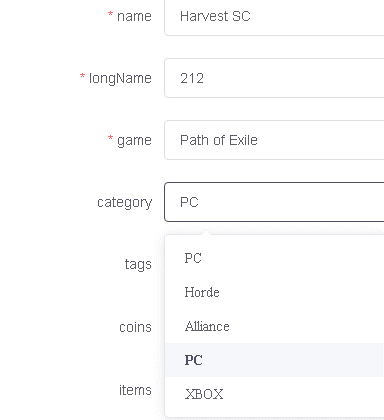 * name Harvest SC
* longName 212
* game Path of Exile
category PC
PC
tags
Horde
Alliance
coins
PC
items
XBOX